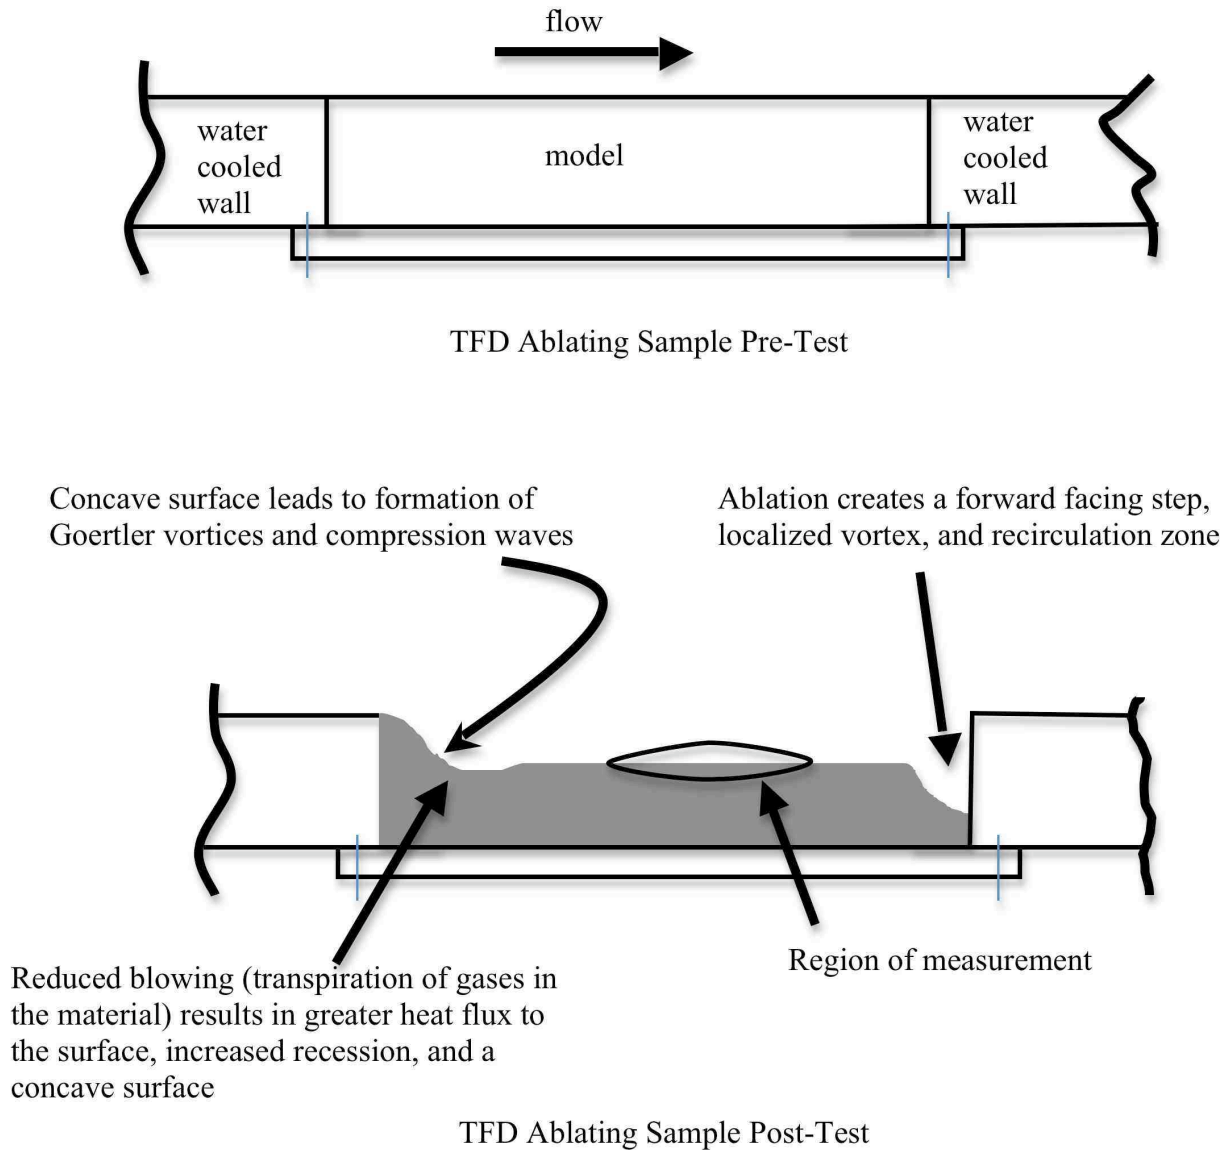 flow
water
cooled
wall
model
water
cooled
wall
TFD Ablating Sample Pre-Test
Concave surface leads to formation of
Goertler vortices and compression waves
Ablation creates a forward facing step,
localized vortex, and recirculation zone
Region of measurement
Reduced blowing (transpiration of gases in
the material) results in greater heat flux to
the surface, increased recession, and a
concave surface
TFD Ablating Sample Post-Test